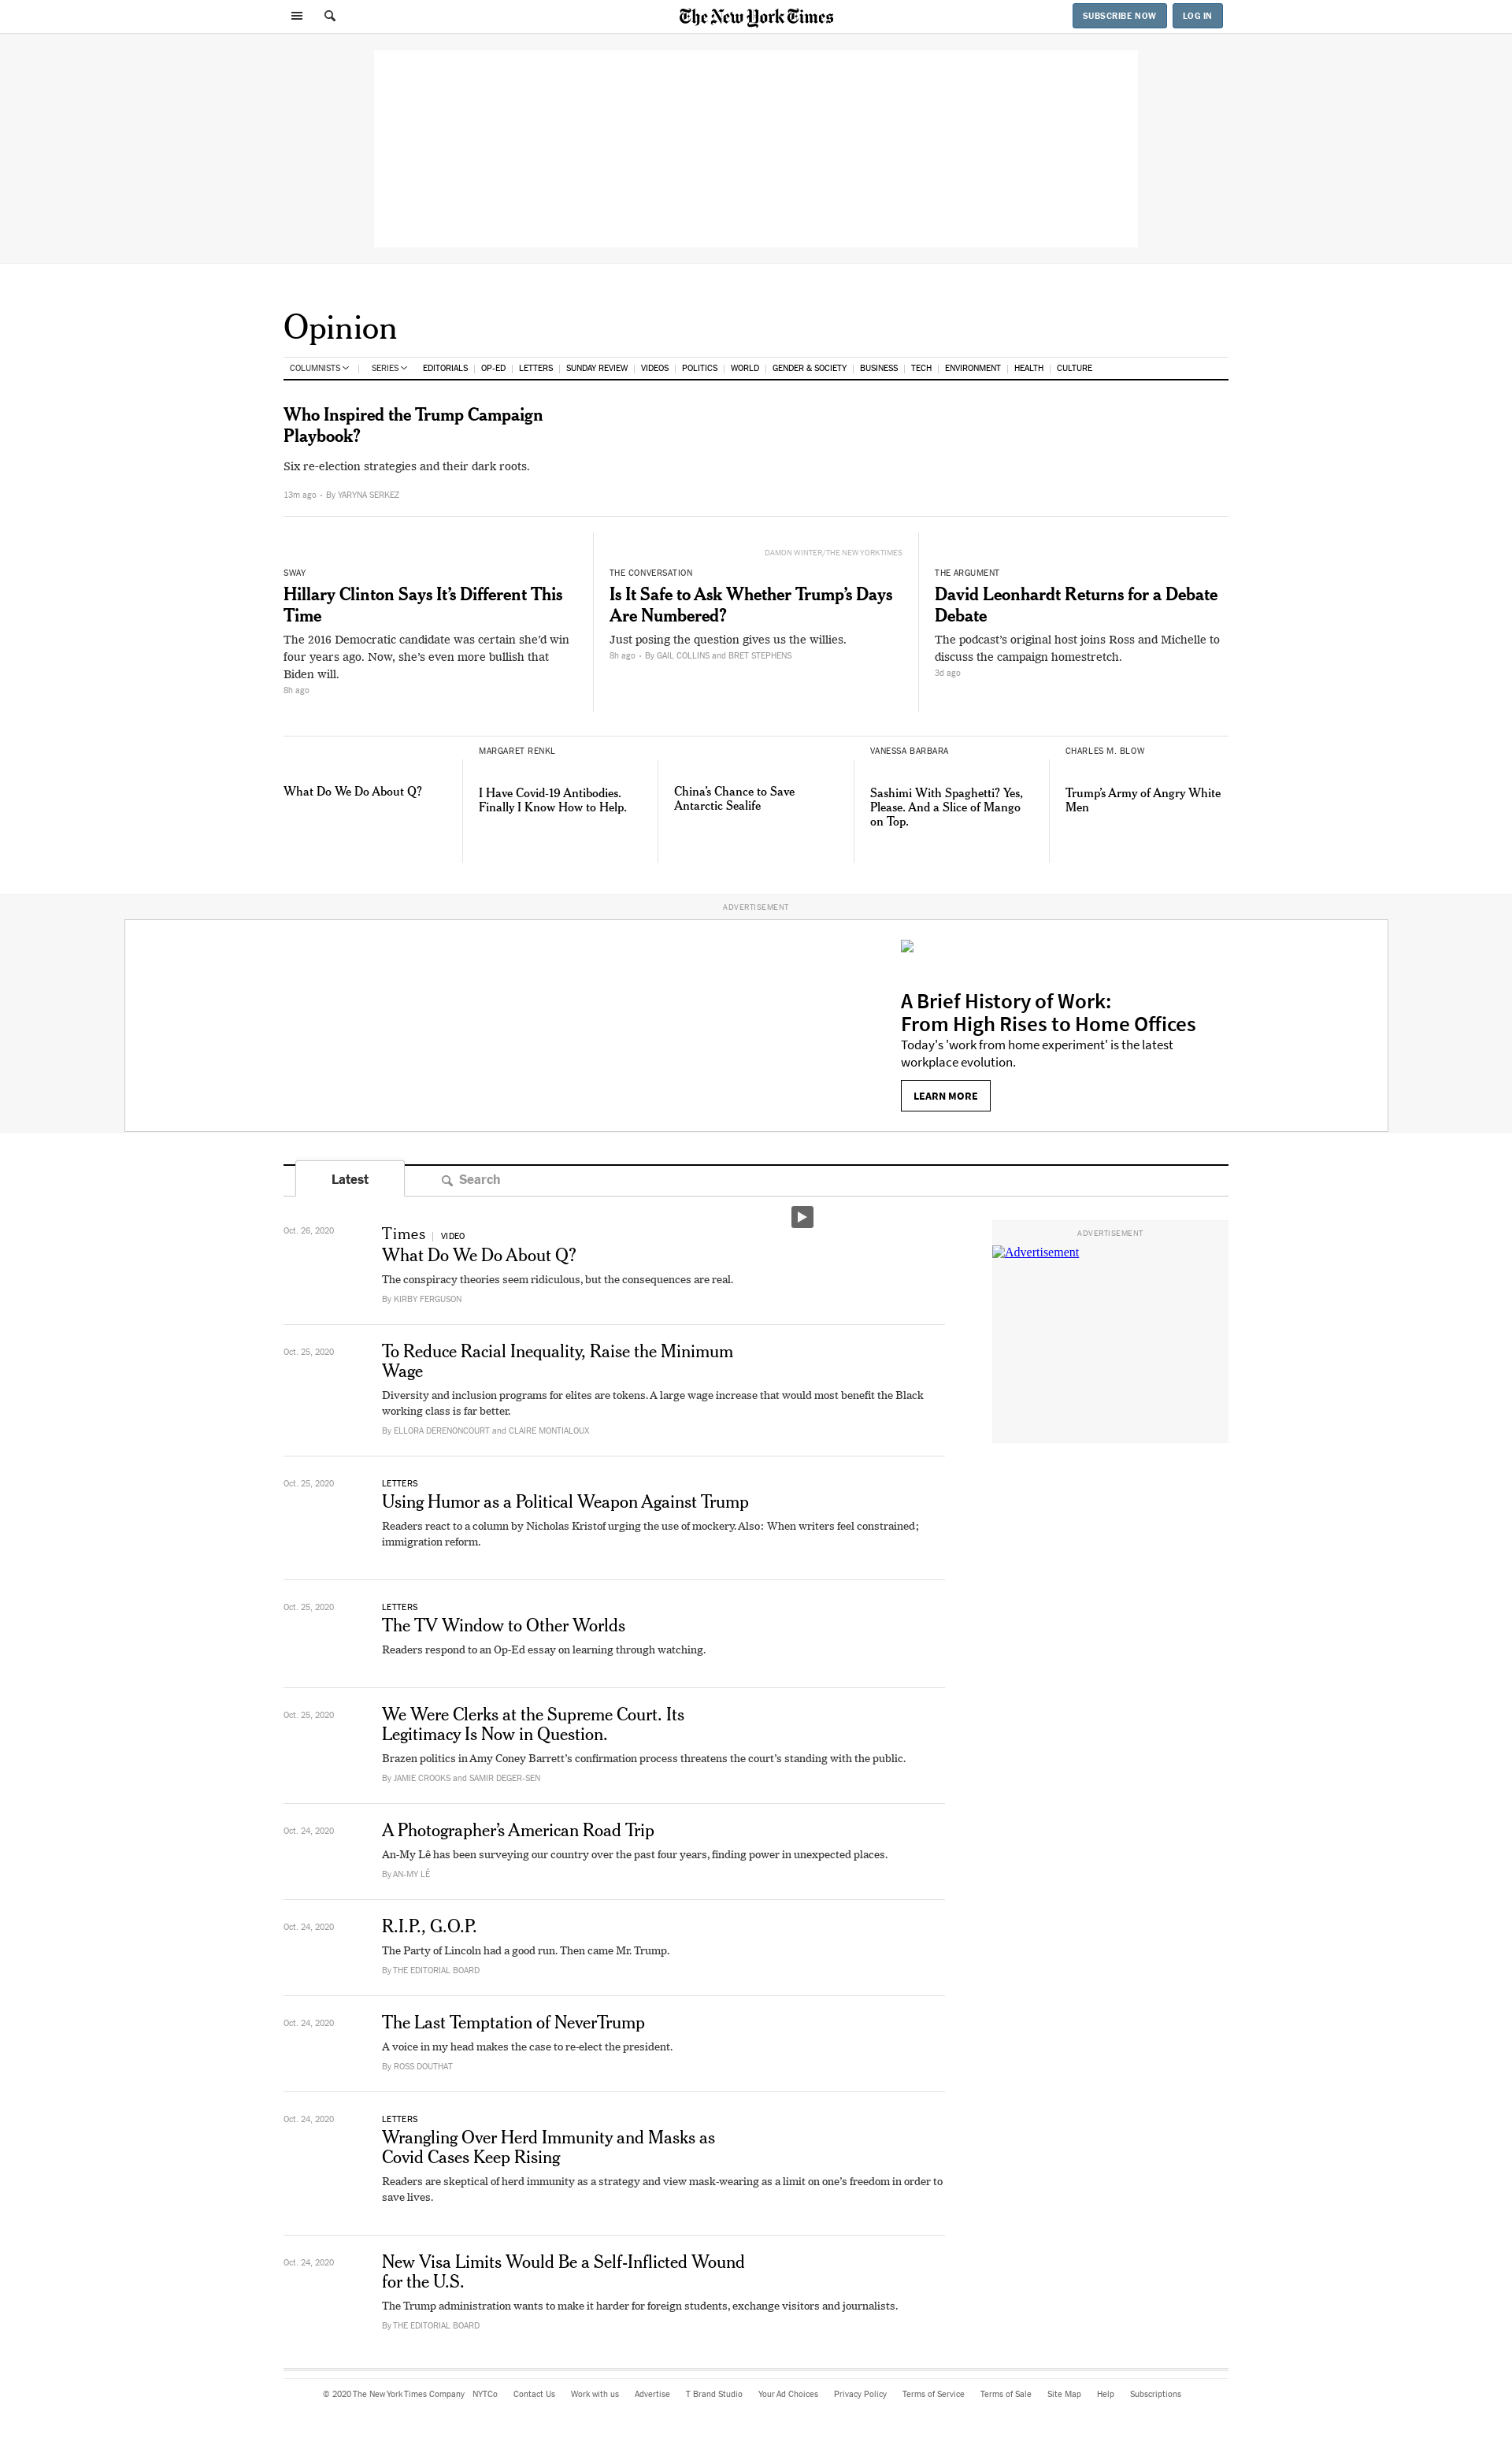 The New York Times
SUBSCRIBE NOW
LOG IN
Opinion
COLUMNISTS
SERIES
EDITORIALS
OP-ED
LETTERS
SUNDAY REVIEW
VIDEOS
POLITICS
WORLD
GENDER & SOCIETY
BUSINESS
TECH
ENVIRONMENT
HEALTH
CULTURE
Who Inspired the Trump Campaign
Playbook?
Six re-election strategies and their dark roots.
13m ago • By YARYNA SERKEZ
SWAY
Hillary Clinton Says It’s Different This
Time
The 2016 Democratic candidate was certain she’d win
four years ago. Now, she’s even more bullish that
Biden will.
8h ago
DAMON WINTER/THE NEW YORK TIMES
THE CONVERSATION
Is It Safe to Ask Whether Trump’s Days
Are Numbered?
Just posing the question gives us the willies.
8h ago • By GAIL COLLINS and BRET STEPHENS
THE ARGUMENT
David Leonhardt Returns for a Debate
Debate
The podcast’s original host joins Ross and Michelle to
discuss the campaign homestretch.
3d ago
What Do We Do About Q?
MARGARET RENKL
I Have Covid-19 Antibodies.
Finally I Know How to Help.
China’s Chance to Save
Antarctic Sealife
VANESSA BARBARA
Sashimi With Spaghetti? Yes,
Please. And a Slice of Mango
on Top.
CHARLES M. BLOW
Trump’s Army of Angry White
Men
ADVERTISEMENT
A Brief History of Work:
From High Rises to Home Offices
Today's 'work from home experiment' is the latest
workplace evolution.
LEARN MORE
Latest
Search
Oct. 26, 2020
Times | VIDEO
What Do We Do About Q?
The conspiracy theories seem ridiculous, but the consequences are real.
By KIRBY FERGUSON
ADVERTISEMENT
Advertisement
Oct. 25, 2020
To Reduce Racial Inequality, Raise the Minimum
Wage
Diversity and inclusion programs for elites are tokens. A large wage increase that would most benefit the Black
working class is far better.
By ELLORA DERENONCOURT and CLAIRE MONTIALOUX
Oct. 25, 2020
LETTERS
Using Humor as a Political Weapon Against Trump
Readers react to a column by Nicholas Kristof urging the use of mockery. Also: When writers feel constrained;
immigration reform.
Oct. 25, 2020
LETTERS
The TV Window to Other Worlds
Readers respond to an Op-Ed essay on learning through watching.
Oct. 25, 2020
We Were Clerks at the Supreme Court. Its
Legitimacy Is Now in Question.
Brazen politics in Amy Coney Barrett’s confirmation process threatens the court’s standing with the public.
By JAMIE CROOKS and SAMIR DEGER-SEN
Oct. 24, 2020
A Photographer’s American Road Trip
An-My Lê has been surveying our country over the past four years, finding power in unexpected places.
By AN-MY LÊ
Oct. 24, 2020
R.I.P., G.O.P.
The Party of Lincoln had a good run. Then came Mr. Trump.
By THE EDITORIAL BOARD
Oct. 24, 2020
The Last Temptation of NeverTrump
A voice in my head makes the case to re-elect the president.
By ROSS DOUTHAT
Oct. 24, 2020
LETTERS
Wrangling Over Herd Immunity and Masks as
Covid Cases Keep Rising
Readers are skeptical of herd immunity as a strategy and view mask-wearing as a limit on one’s freedom in order to
save lives.
Oct. 24, 2020
New Visa Limits Would Be a Self-Inflicted Wound
for the U.S.
The Trump administration wants to make it harder for foreign students, exchange visitors and journalists.
By THE EDITORIAL BOARD
© 2020 The New York Times Company
NYTCo
Contact Us
Work with us
Advertise
T Brand Studio
Your Ad Choices
Privacy Policy
Terms of Service
Terms of Sale
Site Map
Help
Subscriptions